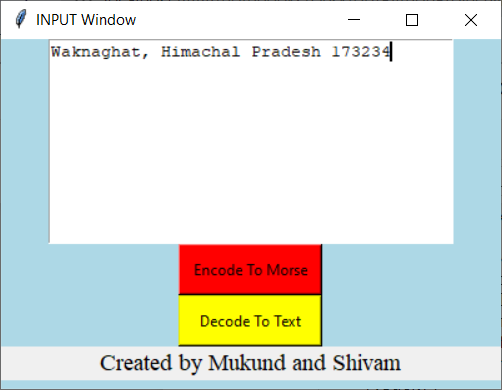 INPUT Window
Waknaghat, Himachal Pradesh 173234
Encode To Morse
Decode To Text
Created by Mukund and Shivam